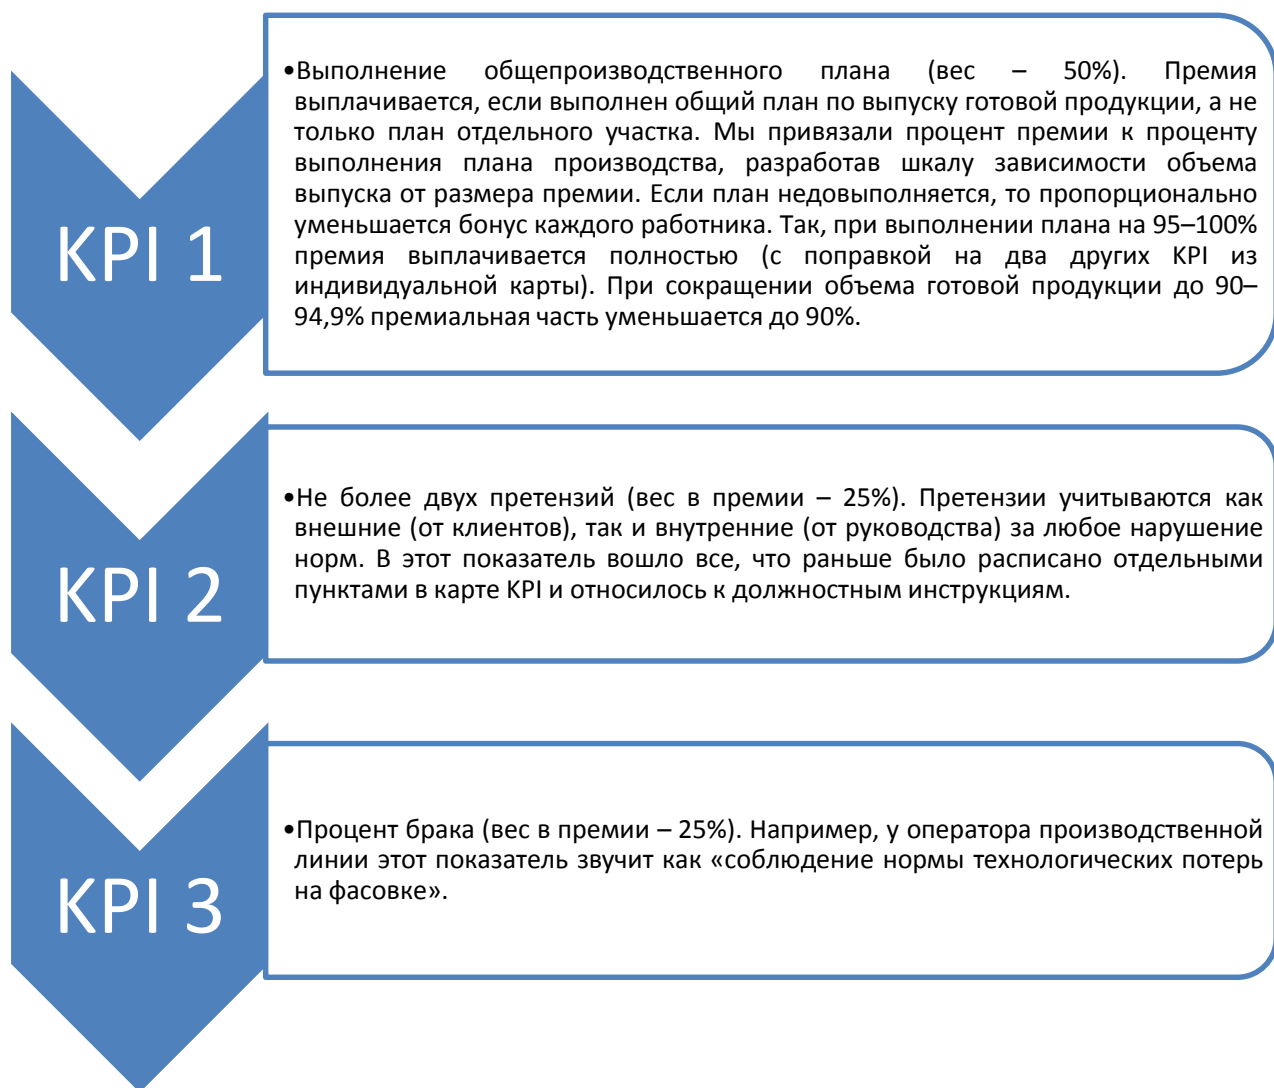 KPI 1
•Выполнение общепроизводственного плана (вес – 50%). Премия
выплачивается, если выполнен общий план по выпуску готовой продукции, а не
только план отдельного участка. Мы привязали процент премии к проценту
выполнения плана производства, разработав шкалу зависимости объема
выпуска от размера премии. Если план недовыполняется, то пропорционально
уменьшается бонус каждого работника. Так, при выполнении плана на 95–100%
премия выплачивается полностью (с поправкой на два других KPI из
индивидуальной карты). При сокращении объема готовой продукции до 90–
94,9% премиальная часть уменьшается до 90%.
KPI 2
•Не более двух претензий (вес в премии – 25%). Претензии учитываются как
внешние (от клиентов), так и внутренние (от руководства) за любое нарушение
норм. В этот показатель вошло все, что раньше было расписано отдельными
пунктами в карте KPI и относилось к должностным инструкциям.
KPI 3
•Процент брака (вес в премии – 25%). Например, у оператора производственной
линии этот показатель звучит как «соблюдение нормы технологических потерь
на фасовке».